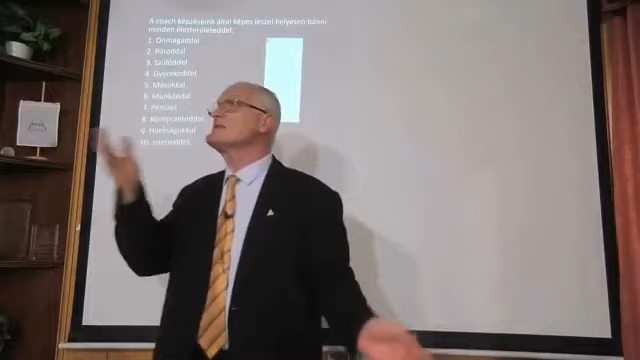 A coach képzéseink által képes leszel helyesen bánni
minden életterületeddel:
1. Önmagaddal
2. Pároddal
3. Szülőddel
4. Gyerekeddel
5. Másokkal
6. Munkáddal
7. Pénzzel
8. Környezeteddel
9. Hatóságokkal
10. Isteneddel.